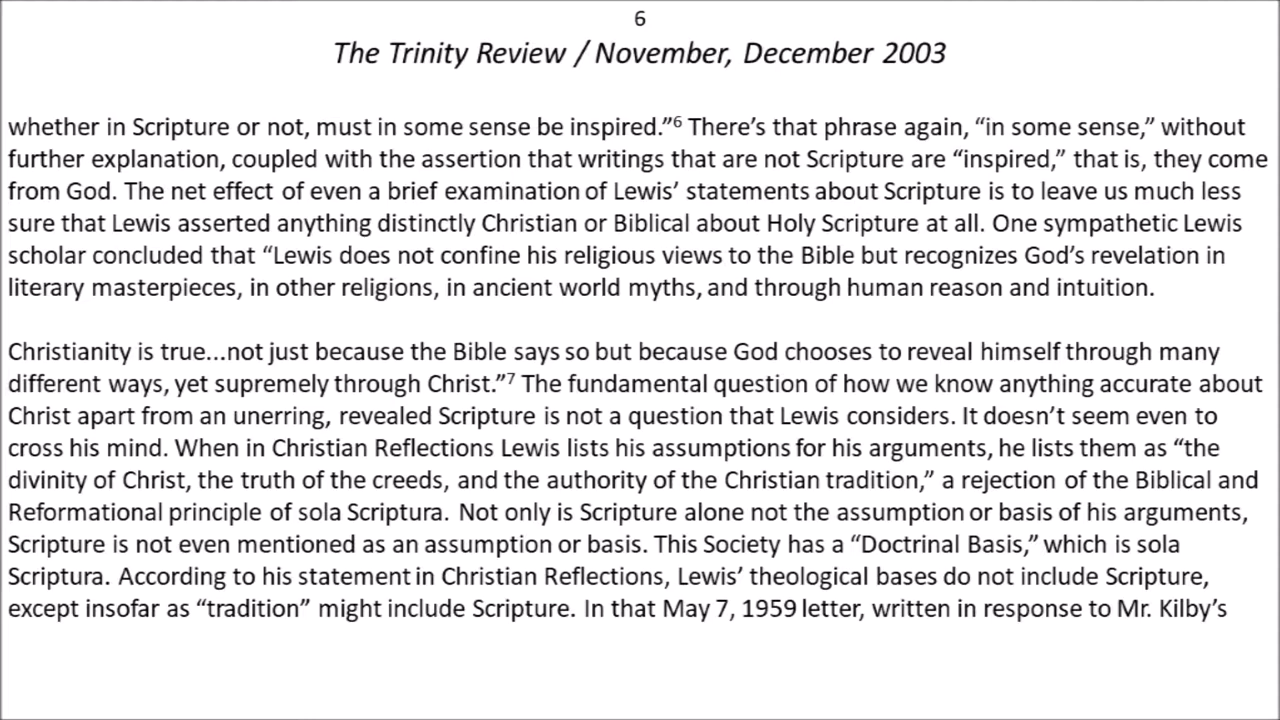 6
The Trinity Review / November, December 2003
whether in Scripture or not, must in some sense be inspired.”⁶ There’s that phrase again, “in some sense,” without
further explanation, coupled with the assertion that writings that are not Scripture are “inspired,” that is, they come
from God. The net effect of even a brief examination of Lewis’ statements about Scripture is to leave us much less
sure that Lewis asserted anything distinctly Christian or Biblical about Holy Scripture at all. One sympathetic Lewis
scholar concluded that “Lewis does not confine his religious views to the Bible but recognizes God’s revelation in
literary masterpieces, in other religions, in ancient world myths, and through human reason and intuition.
Christianity is true...not just because the Bible says so but because God chooses to reveal himself through many
different ways, yet supremely through Christ.”⁷ The fundamental question of how we know anything accurate about
Christ apart from an unerring, revealed Scripture is not a question that Lewis considers. It doesn’t seem even to
cross his mind. When in Christian Reflections Lewis lists his assumptions for his arguments, he lists them as “the
divinity of Christ, the truth of the creeds, and the authority of the Christian tradition,” a rejection of the Biblical and
Reformational principle of sola Scriptura. Not only is Scripture alone not the assumption or basis of his arguments,
Scripture is not even mentioned as an assumption or basis. This Society has a “Doctrinal Basis,” which is sola
Scriptura. According to his statement in Christian Reflections, Lewis’ theological bases do not include Scripture,
except insofar as “tradition” might include Scripture. In that May 7, 1959 letter, written in response to Mr. Kilby’s